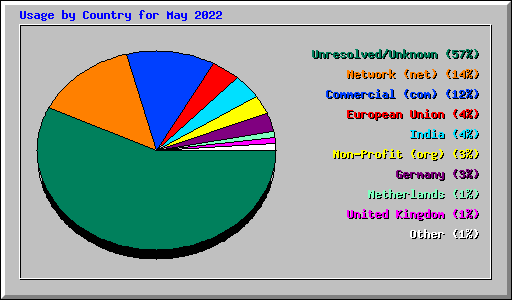 Usage by Country for May 2022
Unresolved/Unknown (57%)
Network (net) (14%)
Commercial (com) (12%)
European Union (4%)
India (4%)
Non-Profit (org) (3%)
Germany (3%)
Netherlands (1%)
United Kingdom (1%)
Other (1%)